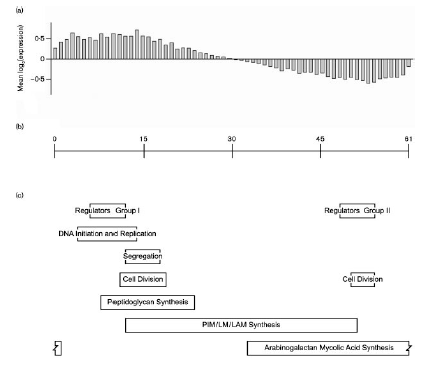 (a)
Mean log₂(expression)
0·5
0
−0·5
(b)
0 15 30 45 61
(c)
Regulators Group I Regulators Group II
DNA Initiation and Replication
Segregation
Cell Division Cell Division
Peptidoglycan Synthesis
PIM/LM/LAM Synthesis
Arabinogalactan Mycolic Acid Synthesis